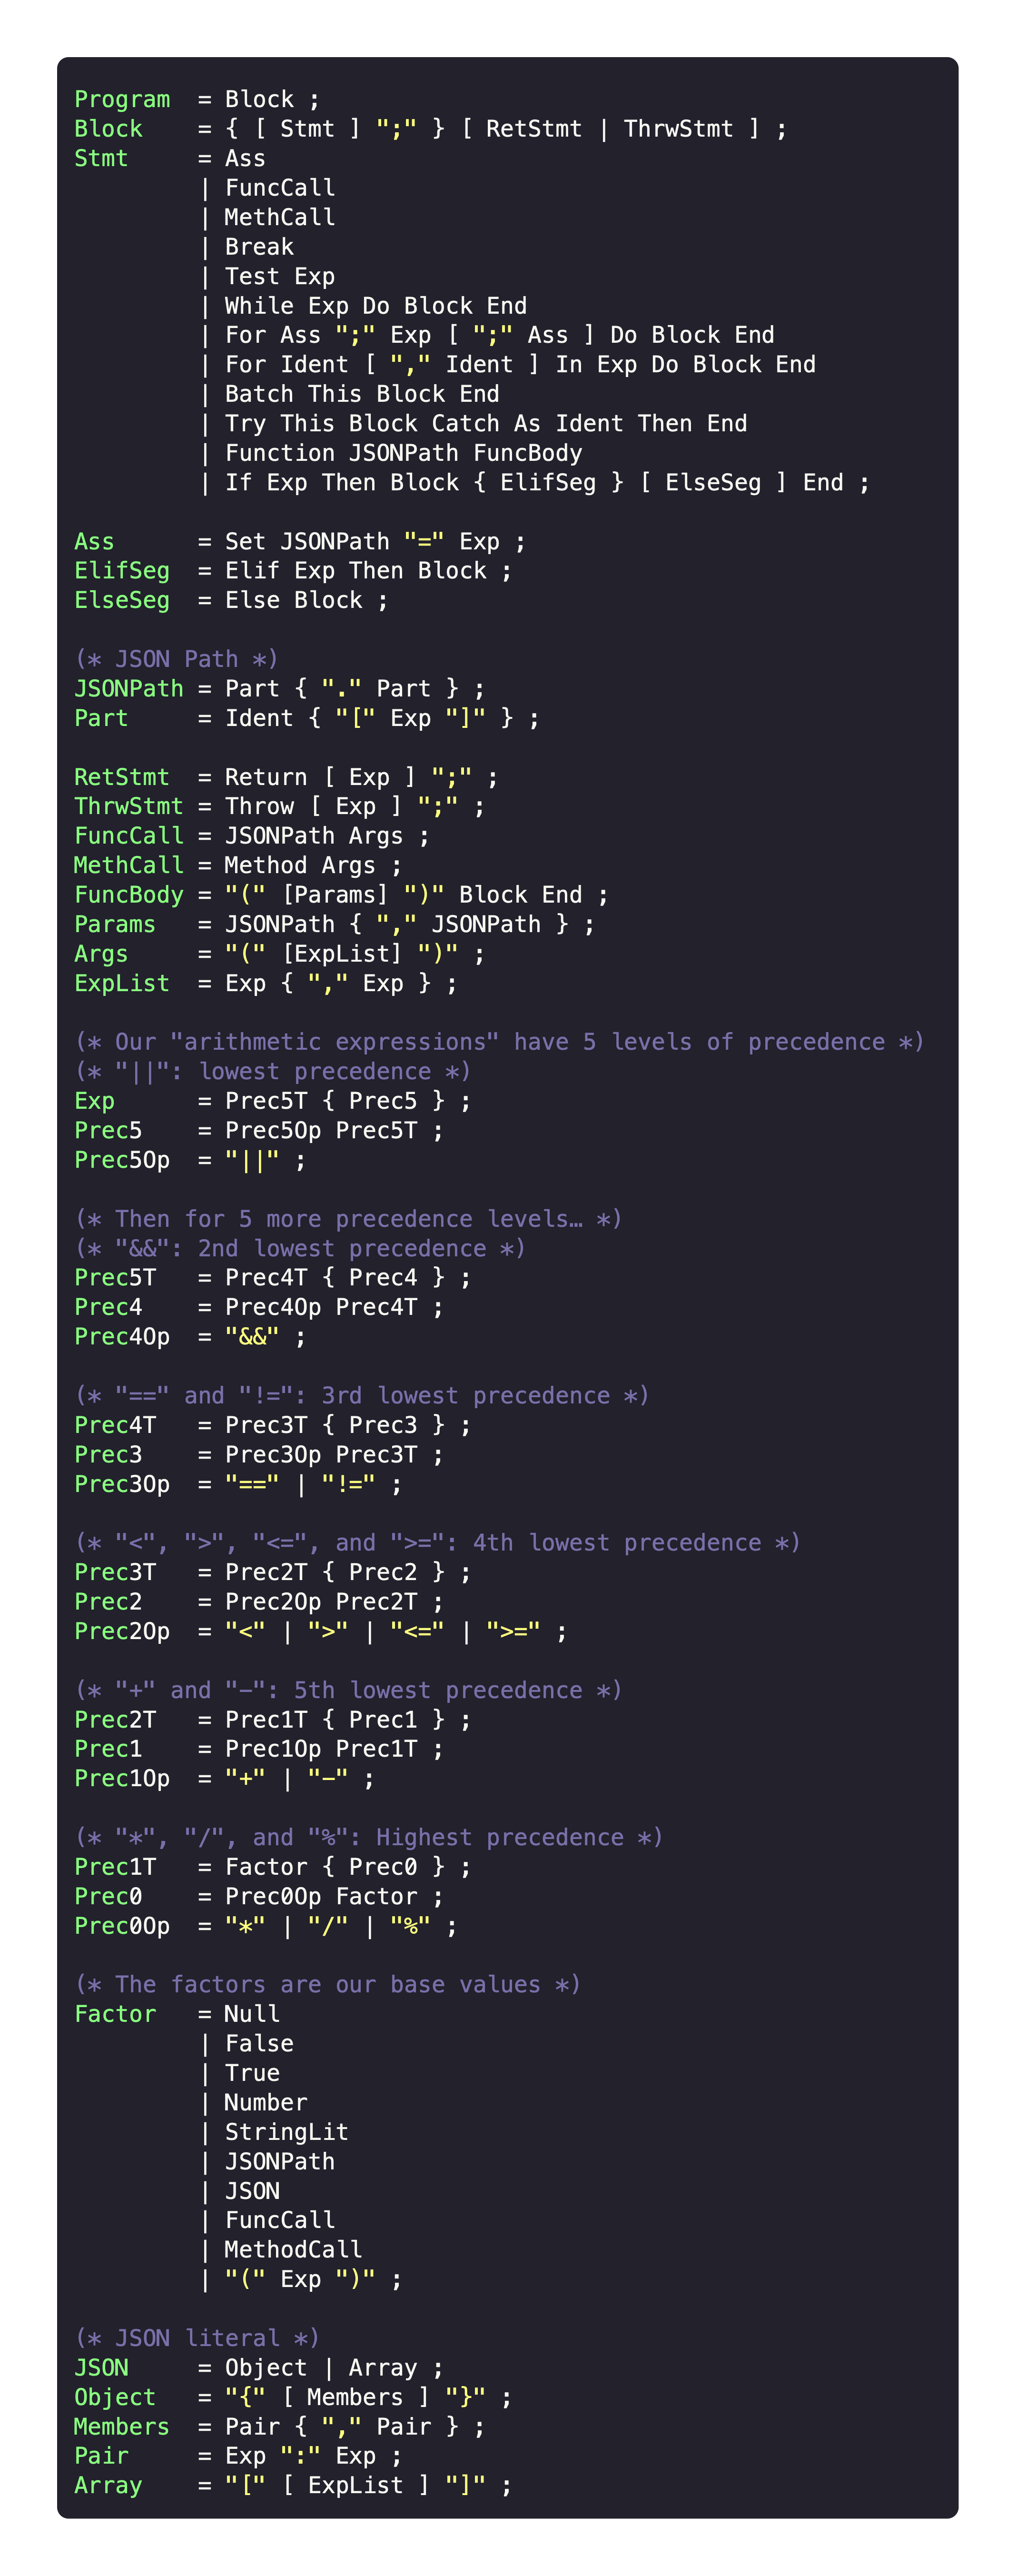 Program  = Block ;
Block    = { [ Stmt ] ";" } [ RetStmt | ThrwStmt ] ;
Stmt     = Ass
         | FuncCall
         | MethCall
         | Break
         | Test Exp
         | While Exp Do Block End
         | For Ass ";" Exp [ ";" Ass ] Do Block End
         | For Ident [ "," Ident ] In Exp Do Block End
         | Batch This Block End
         | Try This Block Catch As Ident Then End
         | Function JSONPath FuncBody
         | If Exp Then Block { ElifSeg } [ ElseSeg ] End ;

Ass      = Set JSONPath "=" Exp ;
ElifSeg  = Elif Exp Then Block ;
ElseSeg  = Else Block ;

(* JSON Path *)
JSONPath = Part { "." Part } ;
Part     = Ident { "[" Exp "]" } ;

RetStmt  = Return [ Exp ] ";" ;
ThrwStmt = Throw [ Exp ] ";" ;
FuncCall = JSONPath Args ;
MethCall = Method Args ;
FuncBody = "(" [Params] ")" Block End ;
Params   = JSONPath { "," JSONPath } ;
Args     = "(" [ExpList] ")" ;
ExpList  = Exp { "," Exp } ;

(* Our "arithmetic expressions" have 5 levels of precedence *)
(* "||": lowest precedence *)
Exp      = Prec5T { Prec5 } ;
Prec5    = Prec5Op Prec5T ;
Prec5Op  = "||" ;

(* Then for 5 more precedence levels… *)
(* "&&": 2nd lowest precedence *)
Prec5T   = Prec4T { Prec4 } ;
Prec4    = Prec4Op Prec4T ;
Prec4Op  = "&&" ;

(* "==" and "!=": 3rd lowest precedence *)
Prec4T   = Prec3T { Prec3 } ;
Prec3    = Prec3Op Prec3T ;
Prec3Op  = "==" | "!=" ;

(* "<", ">", "<=", and ">=": 4th lowest precedence *)
Prec3T   = Prec2T { Prec2 } ;
Prec2    = Prec2Op Prec2T ;
Prec2Op  = "<" | ">" | "<=" | ">=" ;

(* "+" and "-": 5th lowest precedence *)
Prec2T   = Prec1T { Prec1 } ;
Prec1    = Prec1Op Prec1T ;
Prec1Op  = "+" | "-" ;

(* "*", "/", and "%": Highest precedence *)
Prec1T   = Factor { Prec0 } ;
Prec0    = Prec0Op Factor ;
Prec0Op  = "*" | "/" | "%" ;

(* The factors are our base values *)
Factor   = Null
         | False
         | True
         | Number
         | StringLit
         | JSONPath
         | JSON
         | FuncCall
         | MethodCall
         | "(" Exp ")" ;

(* JSON literal *)
JSON     = Object | Array ;
Object   = "{" [ Members ] "}" ;
Members  = Pair { "," Pair } ;
Pair     = Exp ":" Exp ;
Array    = "[" [ ExpList ] "]" ;